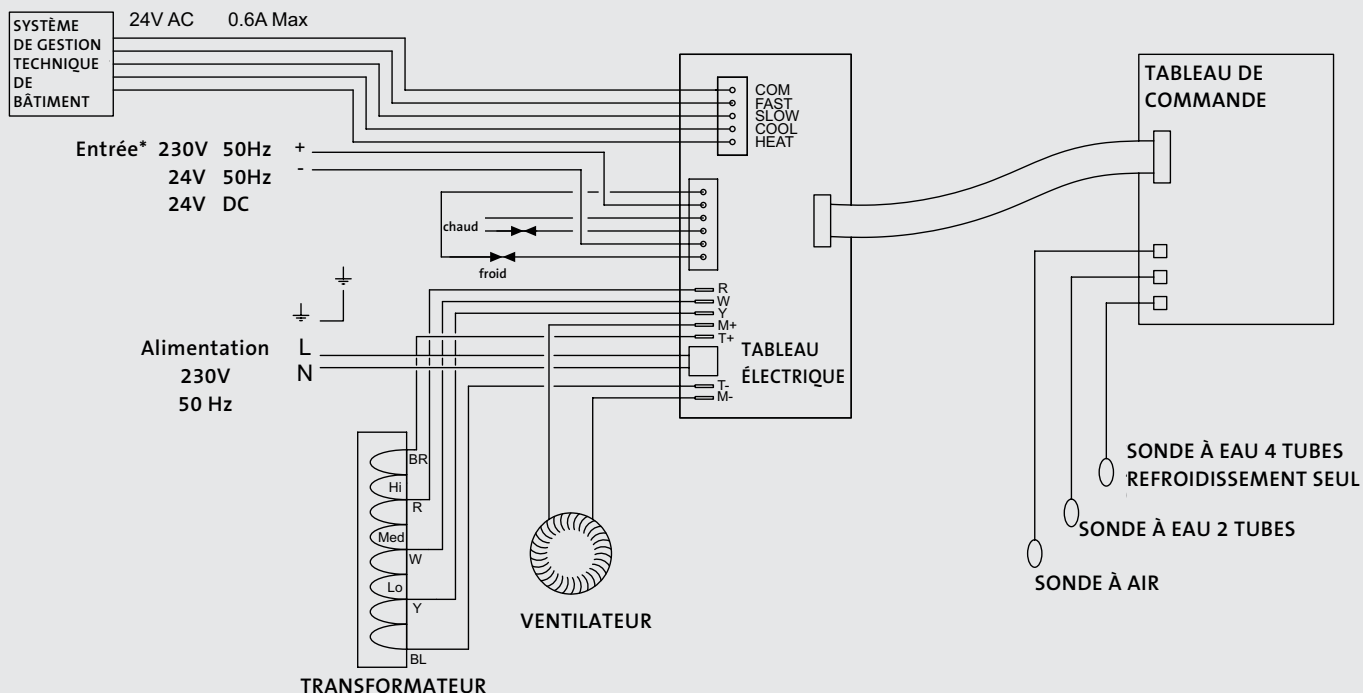 24V AC 0.6A Max
SYSTÈME
DE GESTION
TECHNIQUE
DE
BÂTIMENT
COM
FAST
SLOW
COOL
HEAT
TABLEAU DE
COMMANDE
Entrée* 230V 50Hz +
24V 50Hz -
24V DC
chaud
froid
R
W
Y
M+
T+
TABLEAU
ÉLECTRIQUE
T-
M-
Alimentation L
230V N
50 Hz
BR
Hi
R
Med
W
Lo
Y
BL
TRANSFORMATEUR
VENTILATEUR
SONDE À EAU 4 TUBES
REFROIDISSEMENT SEUL
SONDE À EAU 2 TUBES
SONDE À AIR